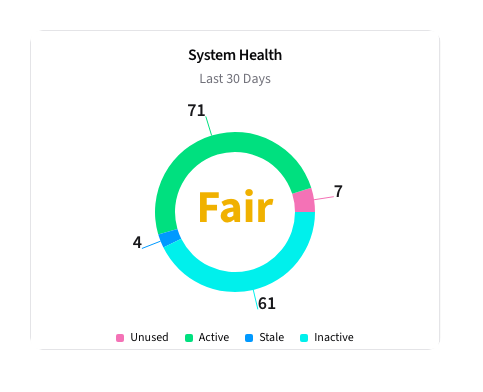 System Health
Last 30 Days
71
7
Fair
4
61
Unused Active Stale Inactive